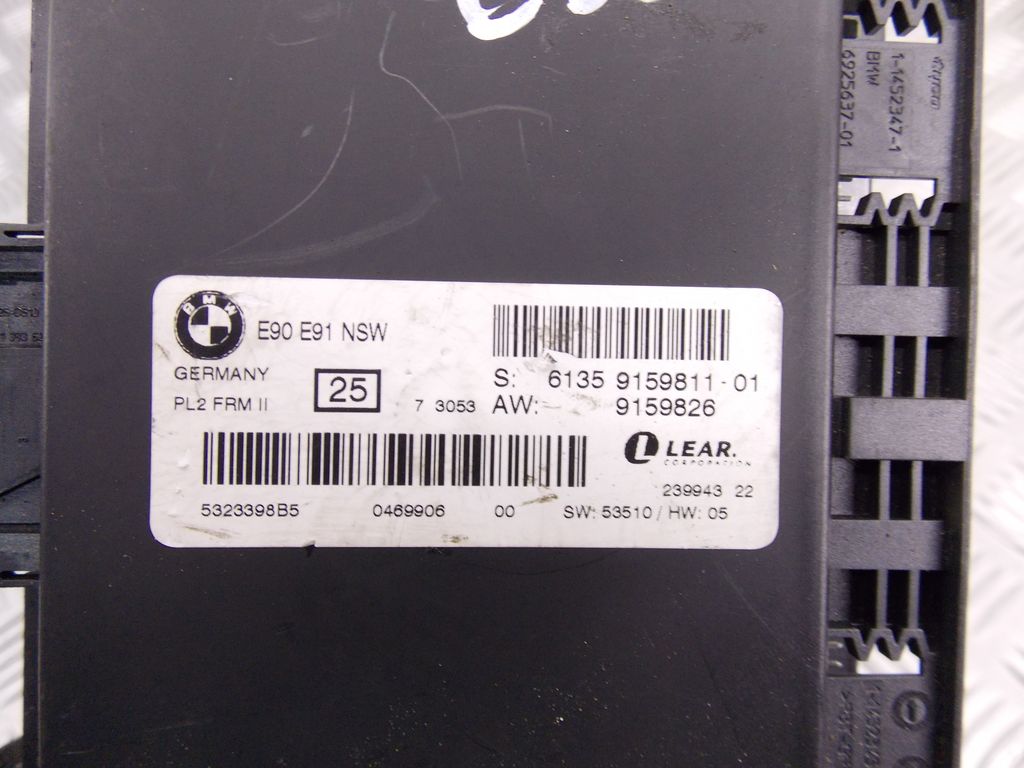 BMW
E90 E91 NSW
GERMANY
25
PL2 FRM II
7 3053
S: 6135 9159811-01
AW: 9159826
LEAR.
CORPORATION
239943 22
5323398B5 0469906 00 SW: 53510 / HW: 05
1-1452347-1
BMW
6925637-01